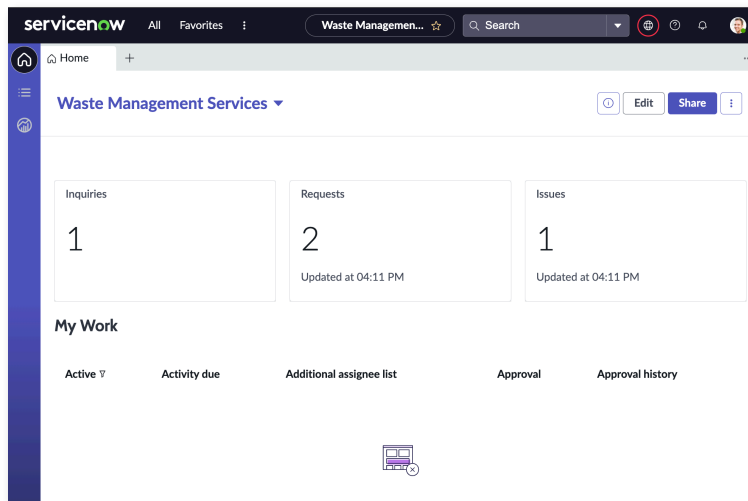 servicenow All Favorites Waste Managemen... Search
Home
Waste Management Services Edit Share
Inquiries Requests Issues
1 2 1
Updated at 04:11 PM Updated at 04:11 PM
My Work
Active Activity due Additional assignee list Approval Approval history